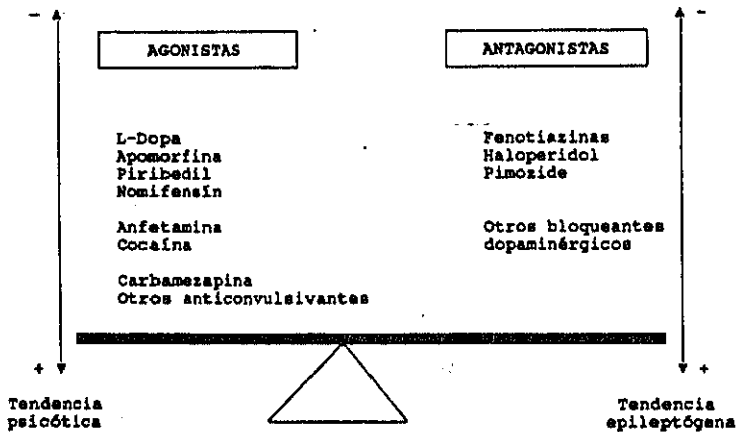 -
-
AGONISTAS
ANTAGONISTAS
L-Dopa
Apomorfina
Piribedil
Nomifensín
Fenotiazinas
Haloperidol
Pimozide
Anfetamina
Cocaína
Otros bloqueantes
dopaminérgicos
Carbamezapina
Otros anticonvulsivantes
+
+
Tendencia
psicótica
Tendencia
epileptógena